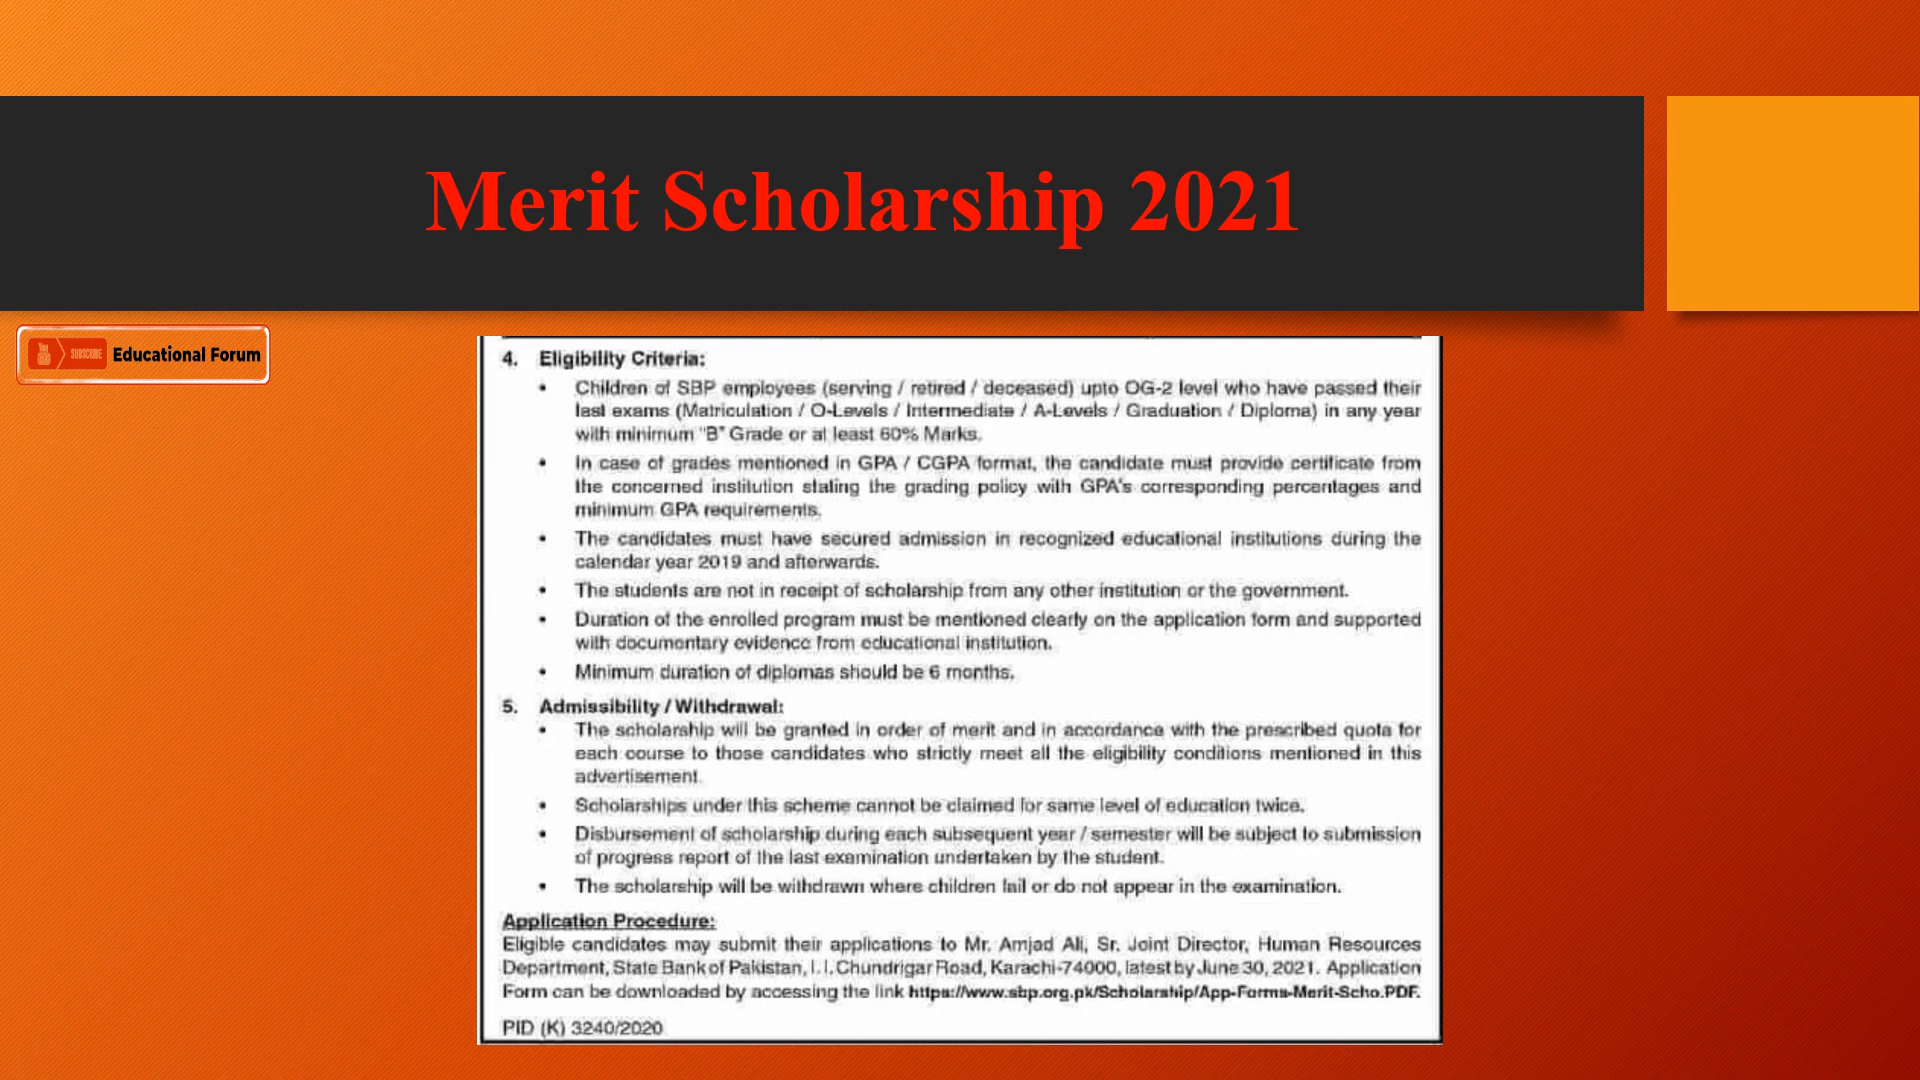 Merit Scholarship 2021
You
SUBSCRIBE
Educational Forum
4. Eligibility Criteria:
• Children of SBP employees (serving / retired / deceased) upto OG-2 level who have passed their
last exams (Matriculation / O-Levels / Intermediate / A-Levels / Graduation / Diploma) in any year
with minimum "B" Grade or at least 60% Marks.
• In case of grades mentioned in GPA / CGPA format, the candidate must provide certificate from
the concerned institution stating the grading policy with GPA's corresponding percentages and
minimum GPA requirements.
• The candidates must have secured admission in recognized educational institutions during the
calendar year 2019 and afterwards.
• The students are not in receipt of scholarship from any other institution or the government.
• Duration of the enrolled program must be mentioned clearly on the application form and supported
with documentary evidence from educational institution.
• Minimum duration of diplomas should be 6 months.
5. Admissibility / Withdrawal:
• The scholarship will be granted in order of merit and in accordance with the prescribed quota for
each course to those candidates who strictly meet all the eligibility conditions mentioned in this
advertisement.
• Scholarships under this scheme cannot be claimed for same level of education twice.
• Disbursement of scholarship during each subsequent year / semester will be subject to submission
of progress report of the last examination undertaken by the student.
• The scholarship will be withdrawn where children fail or do not appear in the examination.
Application Procedure:
Eligible candidates may submit their applications to Mr. Amjad Ali, Sr. Joint Director, Human Resources
Department, State Bank of Pakistan, I. I. Chundrigar Road, Karachi-74000, latest by June 30, 2021. Application
Form can be downloaded by accessing the link https://www.sbp.org.pk/Scholarship/App-Forms-Merit-Scho.PDF.
PID (K) 3240/2020